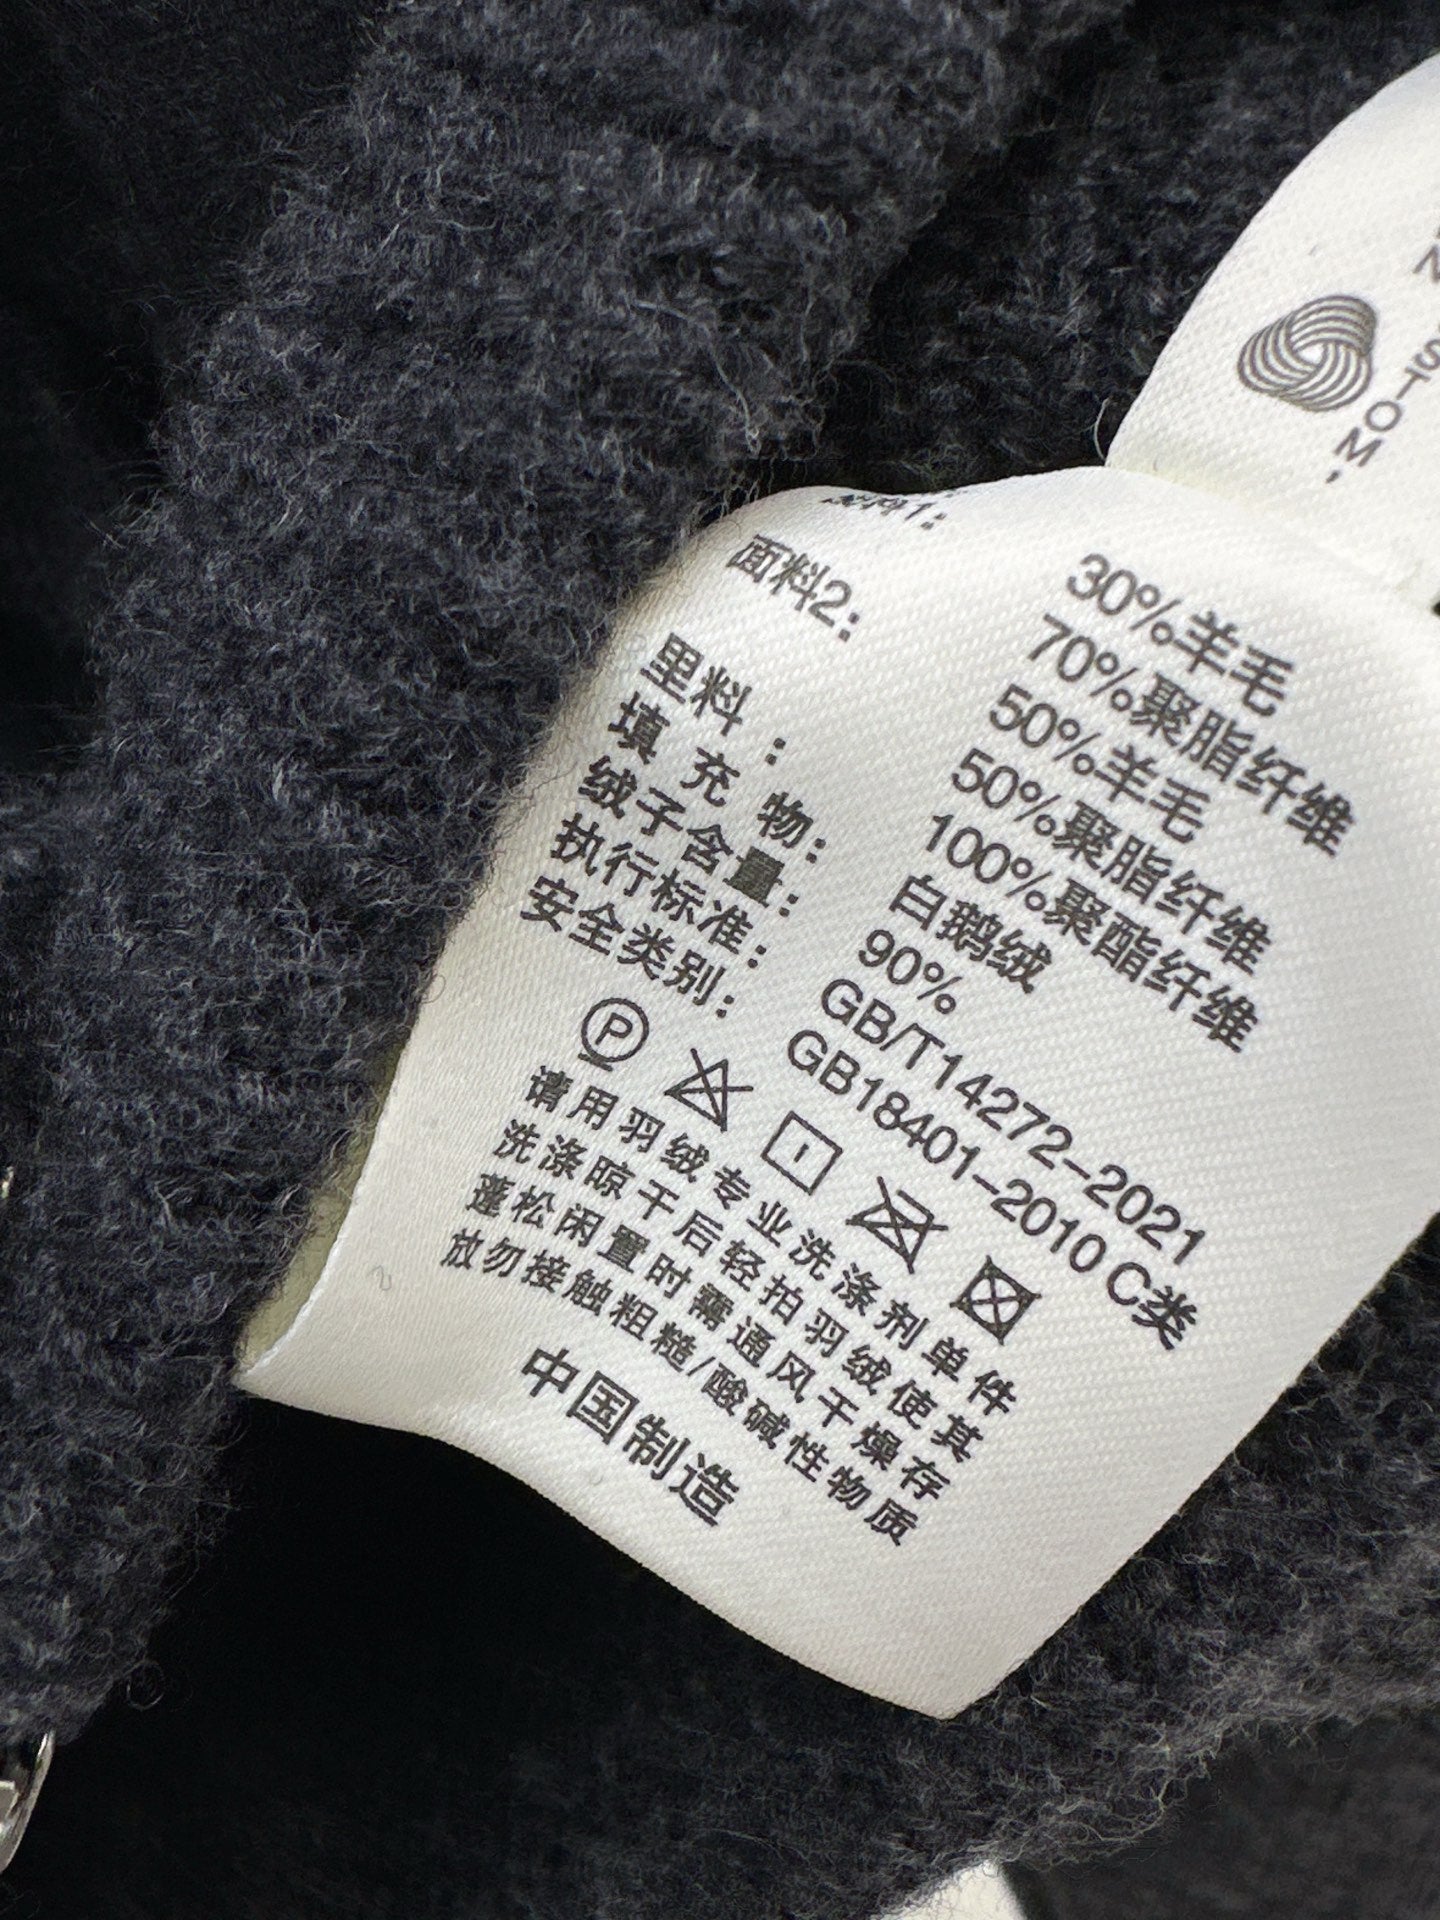 STOM,
面料1: 30%羊毛
70%聚脂纤维
面料2: 50%羊毛
50%聚脂纤维
里料: 100%聚酯纤维
填充物: 白鹅绒
绒子含量: 90%
执行标准: GB/T14272-2021
安全类别: GB18401-2010 C类
P
请用羽绒专业洗涤剂单件
洗涤晾干后轻拍羽绒使其
蓬松闲置时需通风干燥存
放勿接触粗糙/酸碱性物质
中国制造